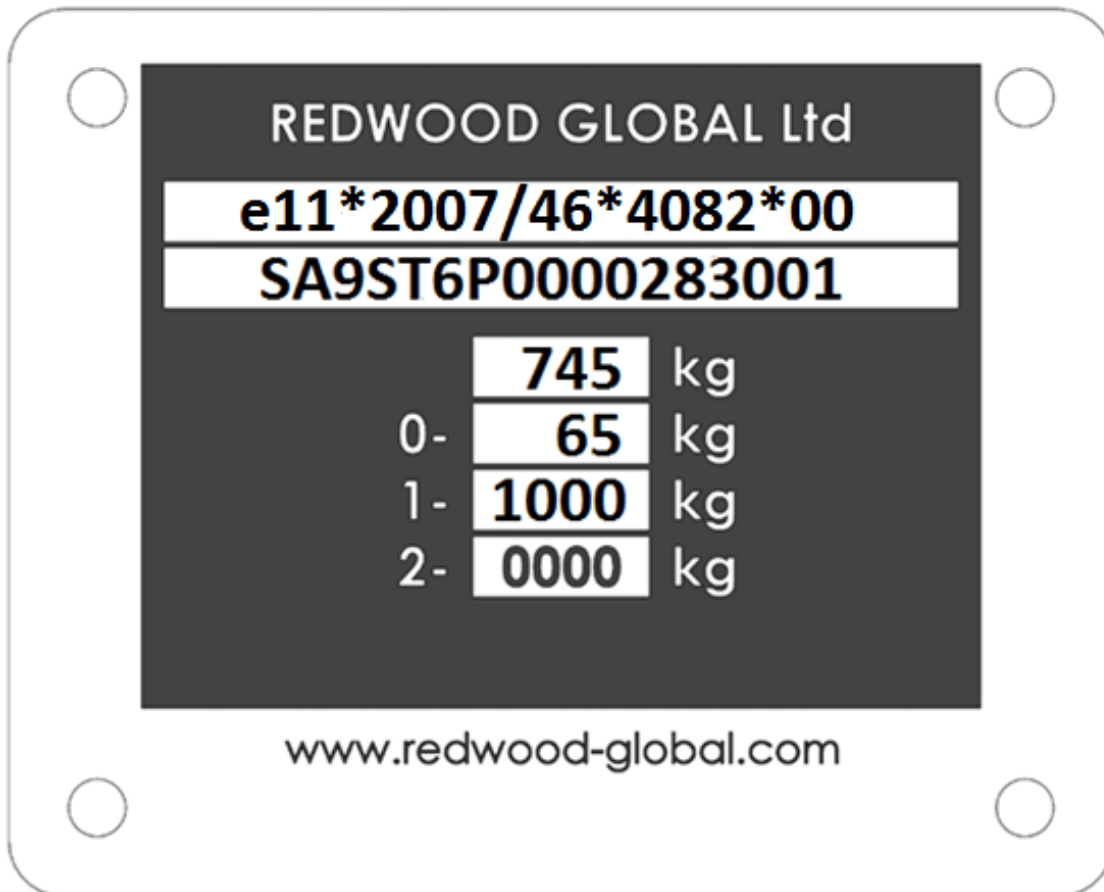 REDWOOD GLOBAL Ltd
e11*2007/46*4082*00
SA9ST6P0000283001
745 kg
0- 65 kg
1- 1000 kg
2- 0000 kg
www.redwood-global.com